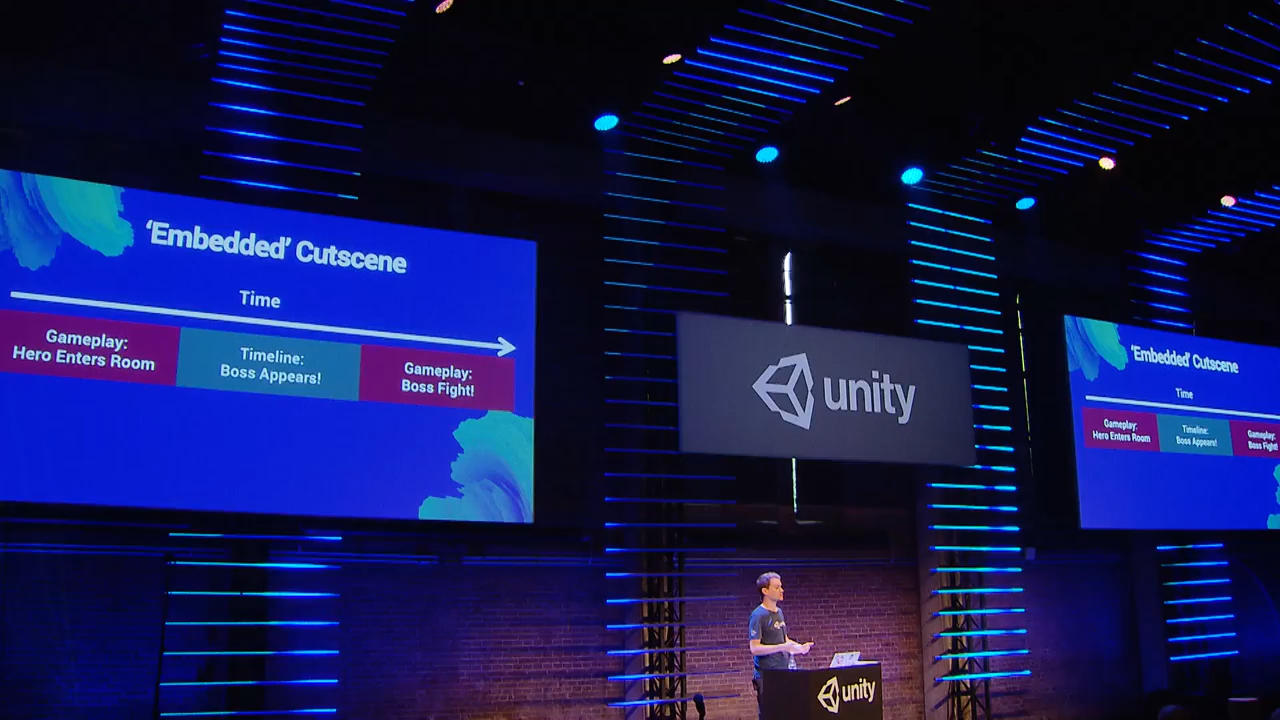 'Embedded' Cutscene
Time
Gameplay:
Hero Enters Room
Timeline:
Boss Appears!
Gameplay:
Boss Fight!
unity
'Embedded' Cutscene
Time
Gameplay:
Hero Enters Room
Timeline:
Boss Appears!
Gameplay:
Boss Fight!
unity